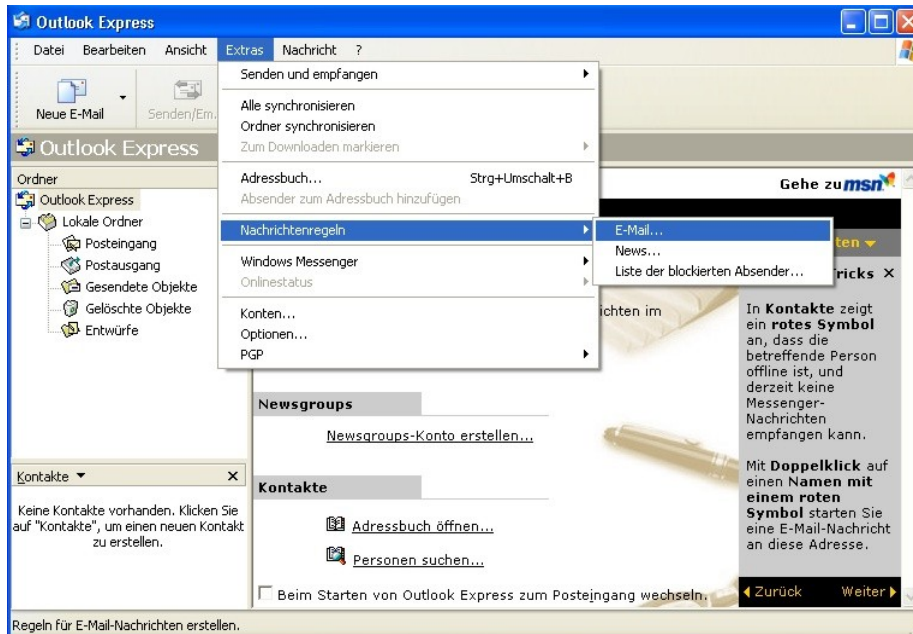 Outlook Express
Datei Bearbeiten Ansicht Extras Nachricht ?
Neue E-Mail Senden/Em.
Outlook Express
Senden und empfangen
Alle synchronisieren
Ordner synchronisieren
Zum Downloaden markieren
Adressbuch... Strg+Umschalt+B
Absender zum Adressbuch hinzufügen
Nachrichtenregeln
Windows Messenger
Onlinestatus
Konten...
Optionen...
PGP
E-Mail...
News...
Liste der blockierten Absender...
Ordner
Outlook Express
Lokale Ordner
Posteingang
Postausgang
Gesendete Objekte
Gelöschte Objekte
Entwürfe
Kontakte
Keine Kontakte vorhanden. Klicken Sie
auf "Kontakte", um einen neuen Kontakt
zu erstellen.
Gehe zu msn
Newsgroups
Newsgroups-Konto erstellen...
Kontakte
Adressbuch öffnen...
Personen suchen...
Beim Starten von Outlook Express zum Posteingang wechseln.
In Kontakte zeigt
ein rotes Symbol
an, dass die
betreffende Person
offline ist, und
derzeit keine
Messenger-
Nachrichten
empfangen kann.
Mit Doppelklick auf
einen Namen mit
einem roten
Symbol starten Sie
eine E-Mail-Nachricht
an diese Adresse.
Zurück Weiter
Regeln für E-Mail-Nachrichten erstellen.